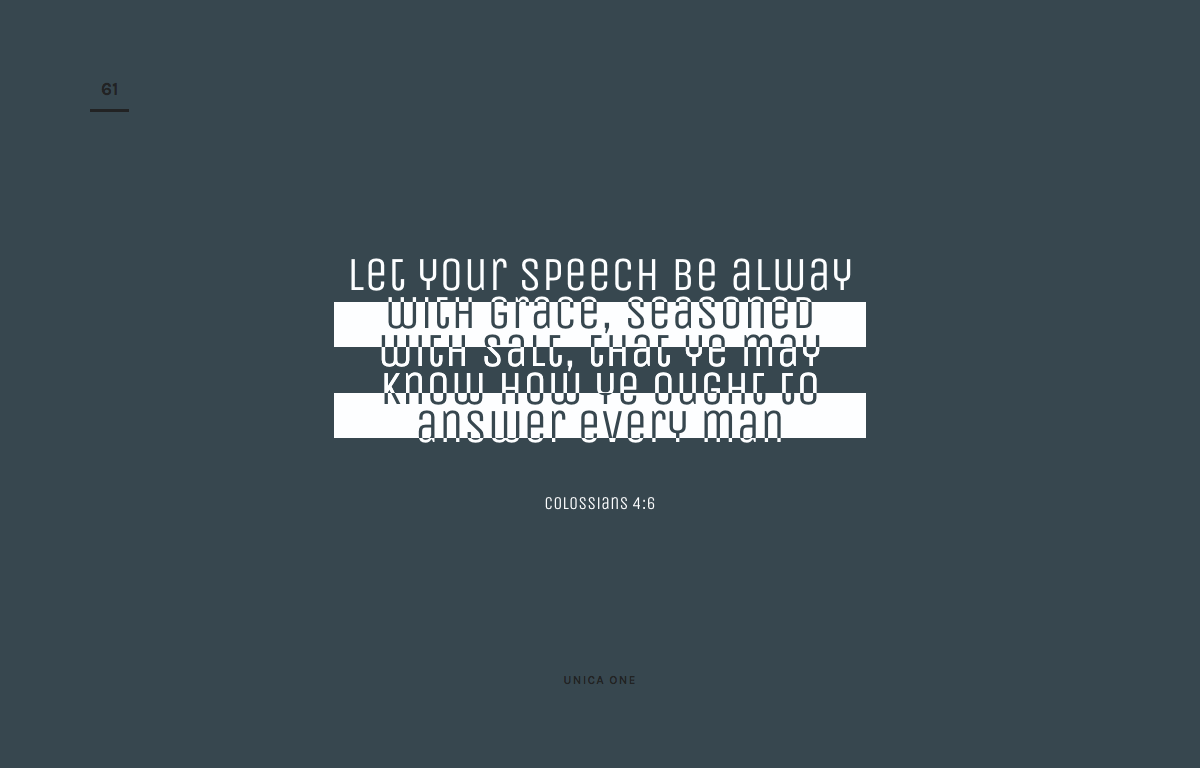 61
Let your speech be alway
with grace, seasoned
with salt, that ye may
know how ye ought to
answer every man
Colossians 4:6
UNICA ONE